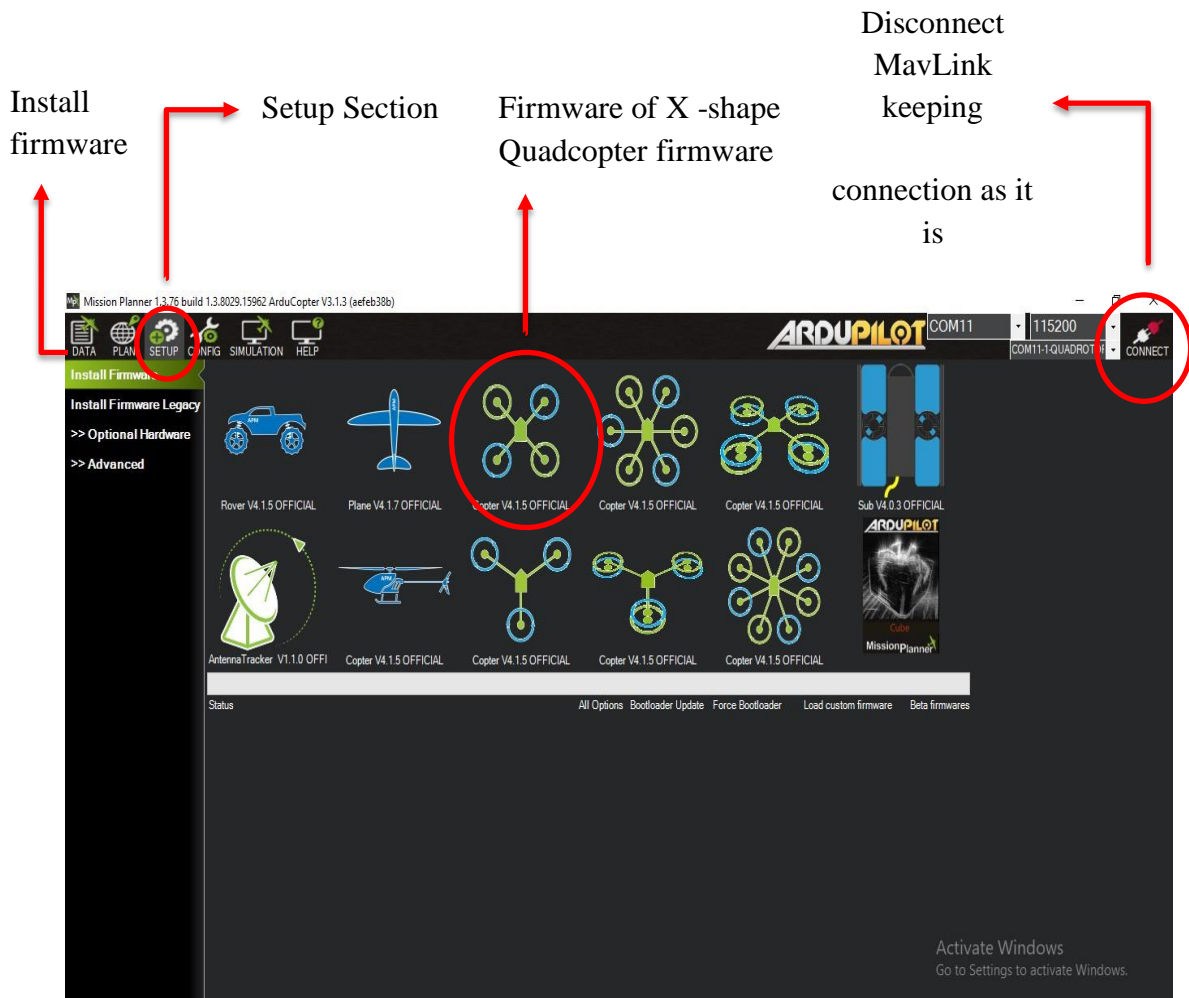 Disconnect
MavLink
keeping
connection as it
is
Install
firmware
Setup Section
Firmware of X -shape
Quadcopter firmware
Mission Planner 1.3.76 build 1.3.8029.15962 ArduCopter V3.1.3 (aefeb38b)
DATA PLAN SETUP CONFIG SIMULATION HELP
ARDUPILOT
COM11 115200
COM11-1-QUADROTOR
CONNECT
Install Firmware
Install Firmware Legacy
>> Optional Hardware
>> Advanced
APM
Rover V4.1.5 OFFICIAL Plane V4.1.7 OFFICIAL Copter V4.1.5 OFFICIAL Copter V4.1.5 OFFICIAL Copter V4.1.5 OFFICIAL Sub V4.0.3 OFFICIAL
ARDUPILOT
APM
Cube
MissionPlanner
AntennaTracker V1.1.0 OFFI Copter V4.1.5 OFFICIAL Copter V4.1.5 OFFICIAL Copter V4.1.5 OFFICIAL Copter V4.1.5 OFFICIAL
Status All Options Bootloader Update Force Bootloader Load custom firmware Beta firmwares
Activate Windows
Go to Settings to activate Windows.